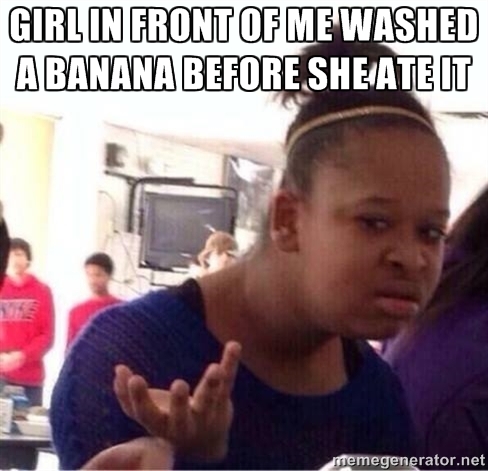 GIRL IN FRONT OF ME WASHED
A BANANA BEFORE SHE ATE IT
memegenerator.net